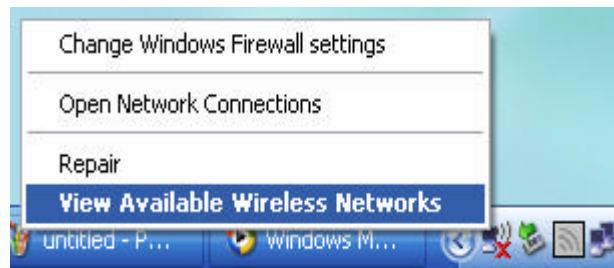 Change Windows Firewall settings
Open Network Connections
Repair
View Available Wireless Networks
untitled - P... Windows M...